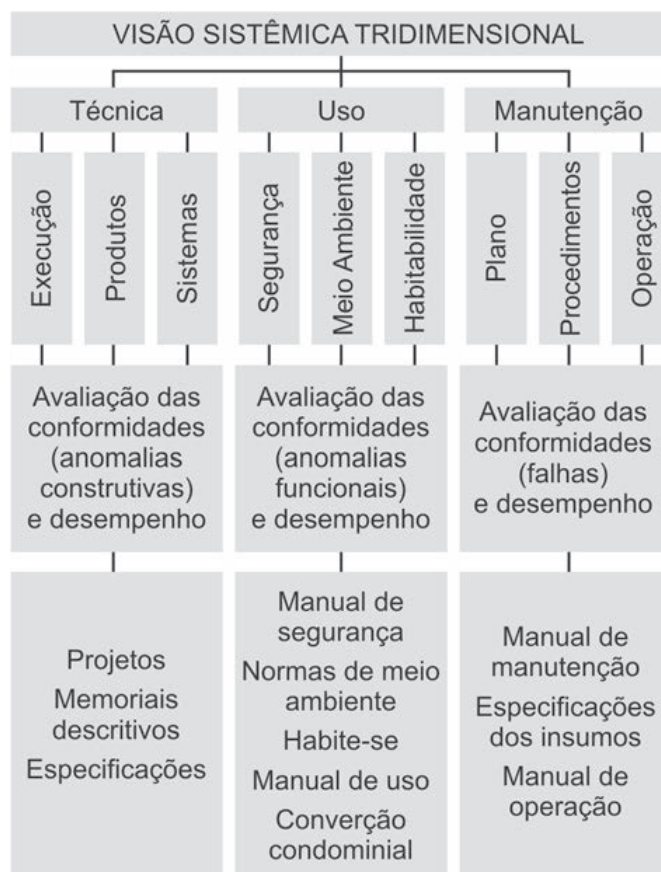 VISÃO SISTÊMICA TRIDIMENSIONAL
Técnica
Uso
Manutenção
Execução
Produtos
Sistemas
Segurança
Meio Ambiente
Habitabilidade
Plano
Procedimentos
Operação
Avaliação das
conformidades
(anomalias
construtivas)
e desempenho
Avaliação das
conformidades
(anomalias
funcionais)
e desempenho
Avaliação das
conformidades
(falhas)
e desempenho
Projetos
Memoriais
descritivos
Especificações
Manual de
segurança
Normas de meio
ambiente
Habite-se
Manual de uso
Converção
condominial
Manual de
manutenção
Especificações
dos insumos
Manual de
operação